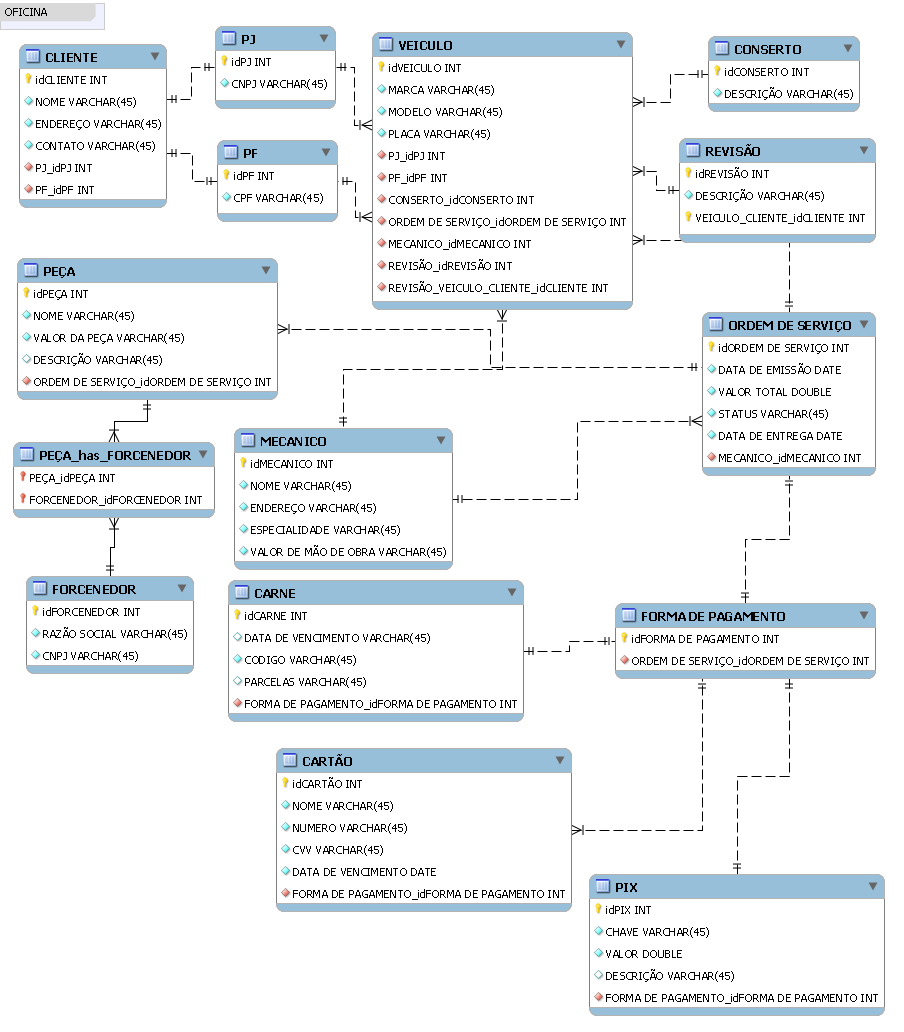 OFICINA
CLIENTE
idCLIENTE INT
NOME VARCHAR(45)
ENDEREÇO VARCHAR(45)
CONTATO VARCHAR(45)
PJ_idPJ INT
PF_idPF INT
PJ
idPJ INT
CNPJ VARCHAR(45)
PF
idPF INT
CPF VARCHAR(45)
VEICULO
idVEICULO INT
MARCA VARCHAR(45)
MODELO VARCHAR(45)
PLACA VARCHAR(45)
PJ_idPJ INT
PF_idPF INT
CONSERTO_idCONSERTO INT
ORDEM DE SERVIÇO_idORDEM DE SERVIÇO INT
MECANICO_idMECANICO INT
REVISÃO_idREVISÃO INT
REVISÃO_VEICULO_CLIENTE_idCLIENTE INT
CONSERTO
idCONSERTO INT
DESCRIÇÃO VARCHAR(45)
REVISÃO
idREVISÃO INT
DESCRIÇÃO VARCHAR(45)
VEICULO_CLIENTE_idCLIENTE INT
PEÇA
idPEÇA INT
NOME VARCHAR(45)
VALOR DA PEÇA VARCHAR(45)
DESCRIÇÃO VARCHAR(45)
ORDEM DE SERVIÇO_idORDEM DE SERVIÇO INT
ORDEM DE SERVIÇO
idORDEM DE SERVIÇO INT
DATA DE EMISSÃO DATE
VALOR TOTAL DOUBLE
STATUS VARCHAR(45)
DATA DE ENTREGA DATE
MECANICO_idMECANICO INT
PEÇA_has_FORCENEDOR
PEÇA_idPEÇA INT
FORCENEDOR_idFORCENEDOR INT
MECANICO
idMECANICO INT
NOME VARCHAR(45)
ENDEREÇO VARCHAR(45)
ESPECIALIDADE VARCHAR(45)
VALOR DE MÃO DE OBRA VARCHAR(45)
FORCENEDOR
idFORCENEDOR INT
RAZÃO SOCIAL VARCHAR(45)
CNPJ VARCHAR(45)
CARNE
idCARNE INT
DATA DE VENCIMENTO VARCHAR(45)
CODIGO VARCHAR(45)
PARCELAS VARCHAR(45)
FORMA DE PAGAMENTO_idFORMA DE PAGAMENTO INT
FORMA DE PAGAMENTO
idFORMA DE PAGAMENTO INT
ORDEM DE SERVIÇO_idORDEM DE SERVIÇO INT
CARTÃO
idCARTÃO INT
NOME VARCHAR(45)
NUMERO VARCHAR(45)
CVV VARCHAR(45)
DATA DE VENCIMENTO DATE
FORMA DE PAGAMENTO_idFORMA DE PAGAMENTO INT
PIX
idPIX INT
CHAVE VARCHAR(45)
VALOR DOUBLE
DESCRIÇÃO VARCHAR(45)
FORMA DE PAGAMENTO_idFORMA DE PAGAMENTO INT